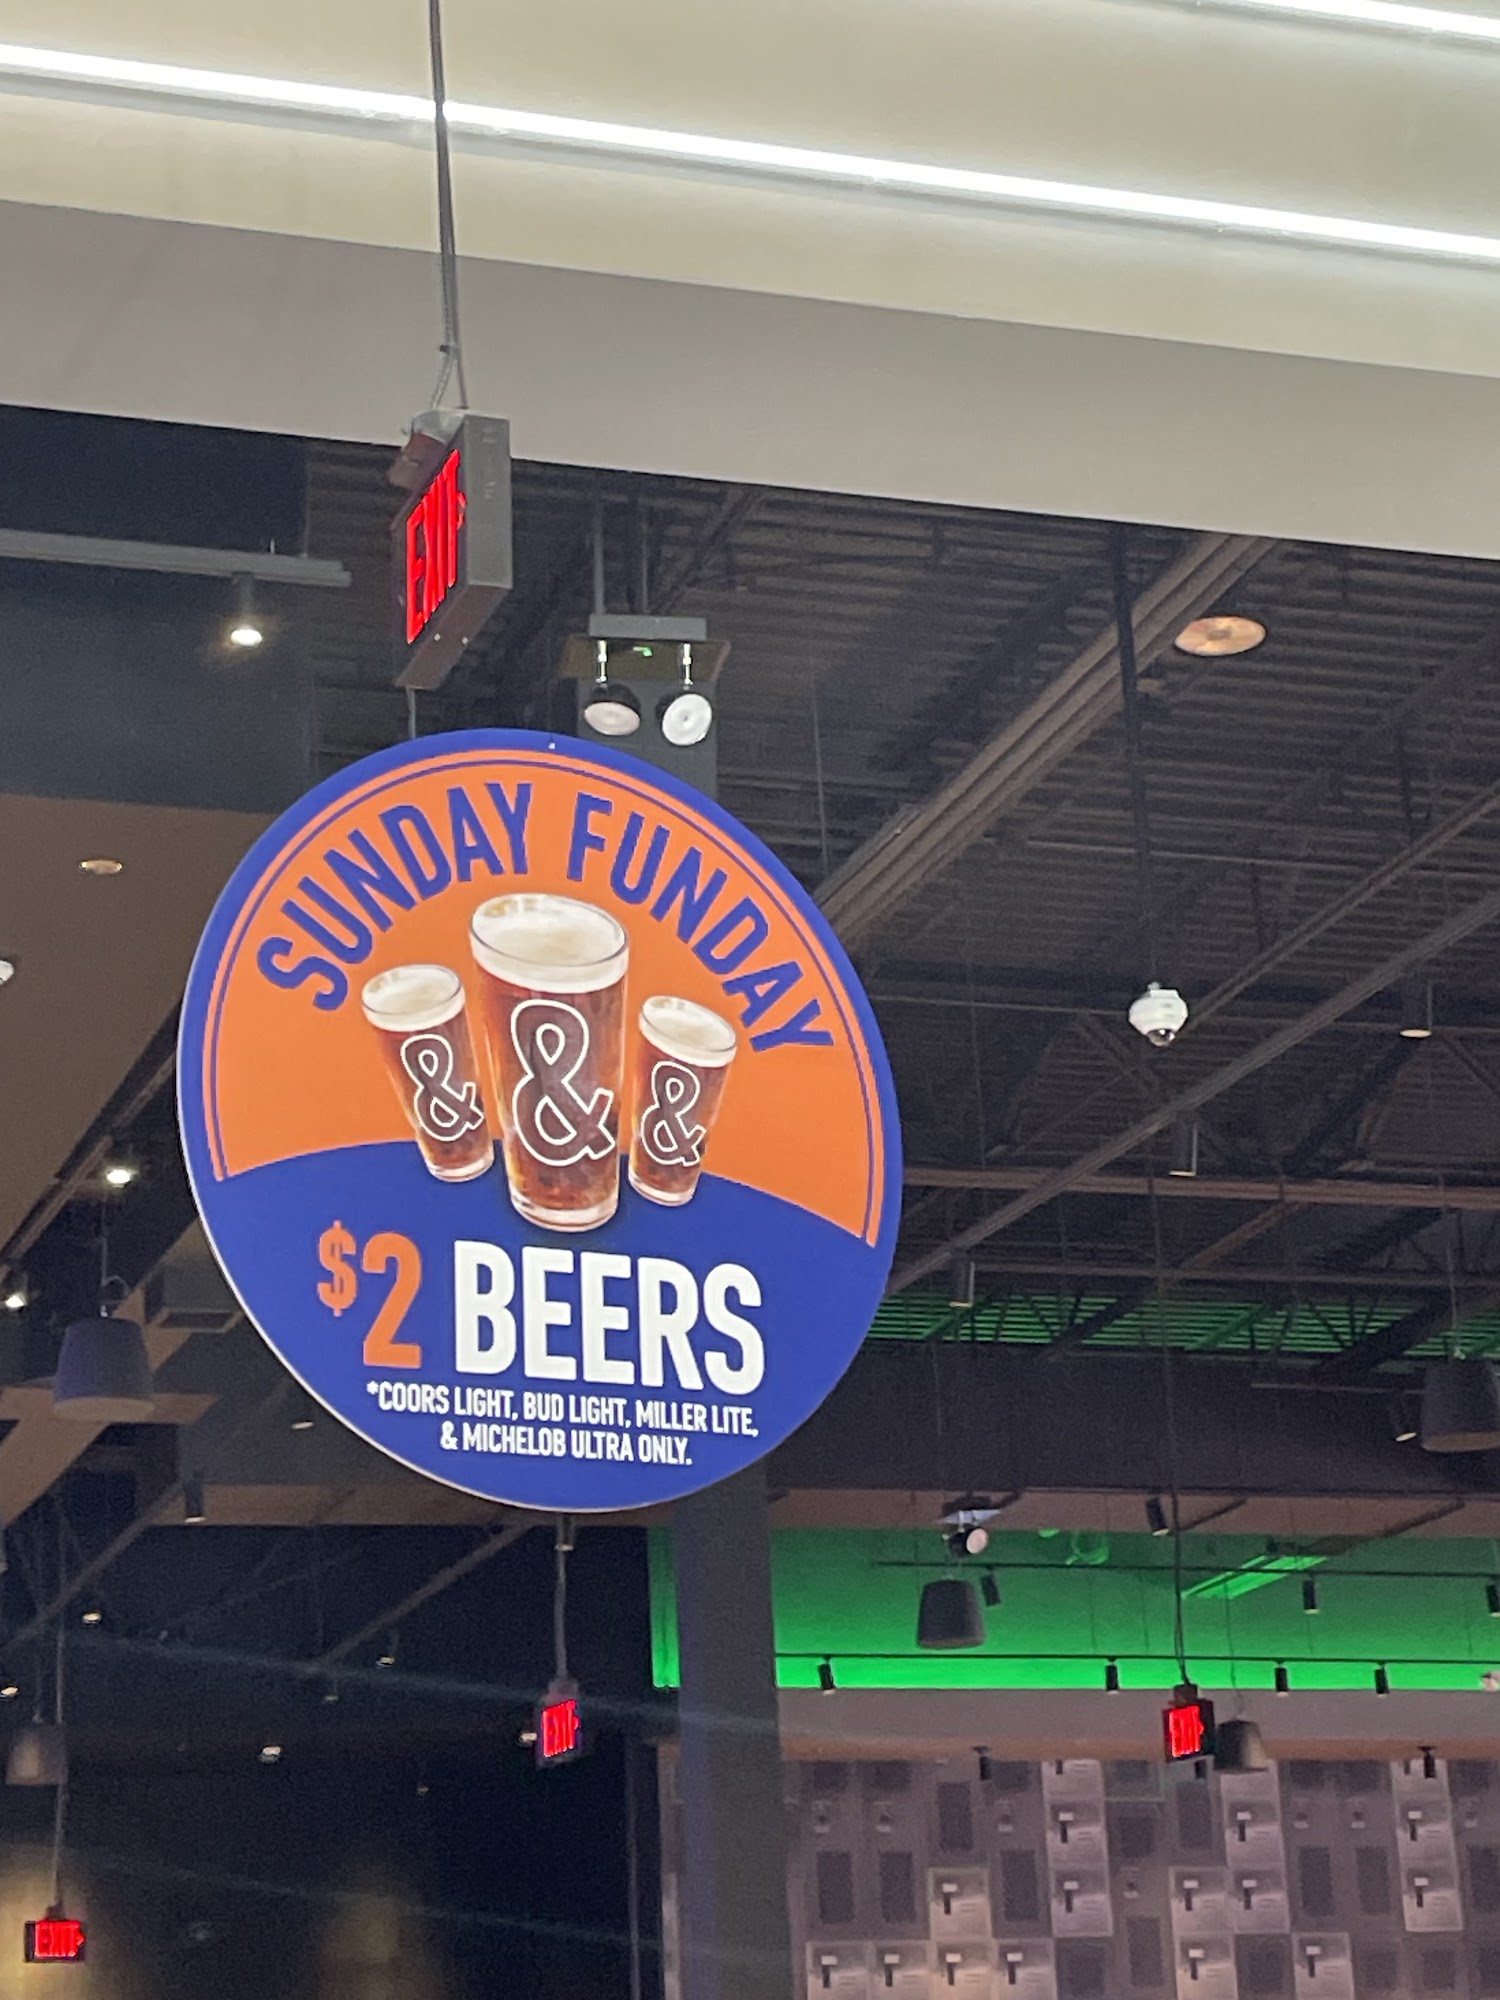 EXIT
SUNDAY FUNDAY
& & &
$2 BEERS
*COORS LIGHT, BUD LIGHT, MILLER LITE,
& MICHELOB ULTRA ONLY.
EXIT
EXIT
EXIT